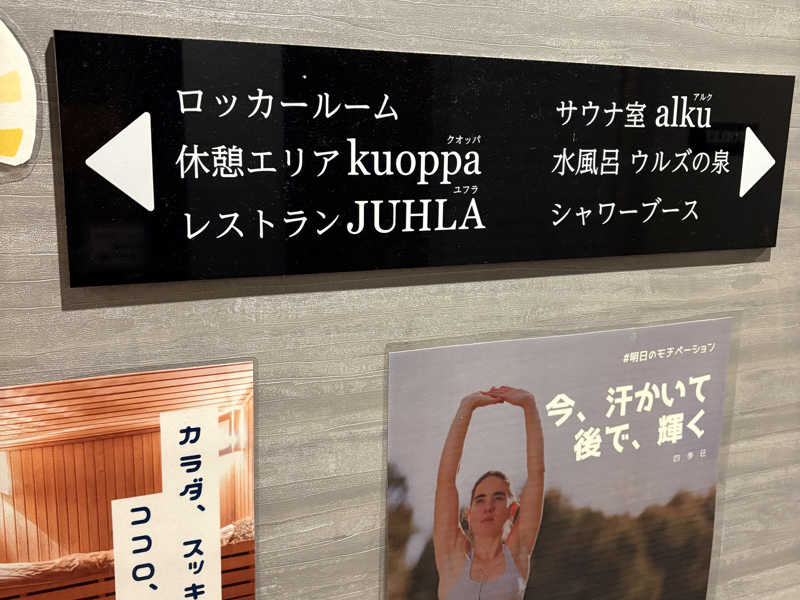 ロッカールーム
休憩エリア kuoppa
クオッパ
レストラン JUHLA
ユフラ
サウナ室 alku
アルク
水風呂 ウルズの泉
シャワーブース
カラダ、スッキ
ココロ、
#明日のモチベーション
今、汗かいて
後で、輝く
四季日